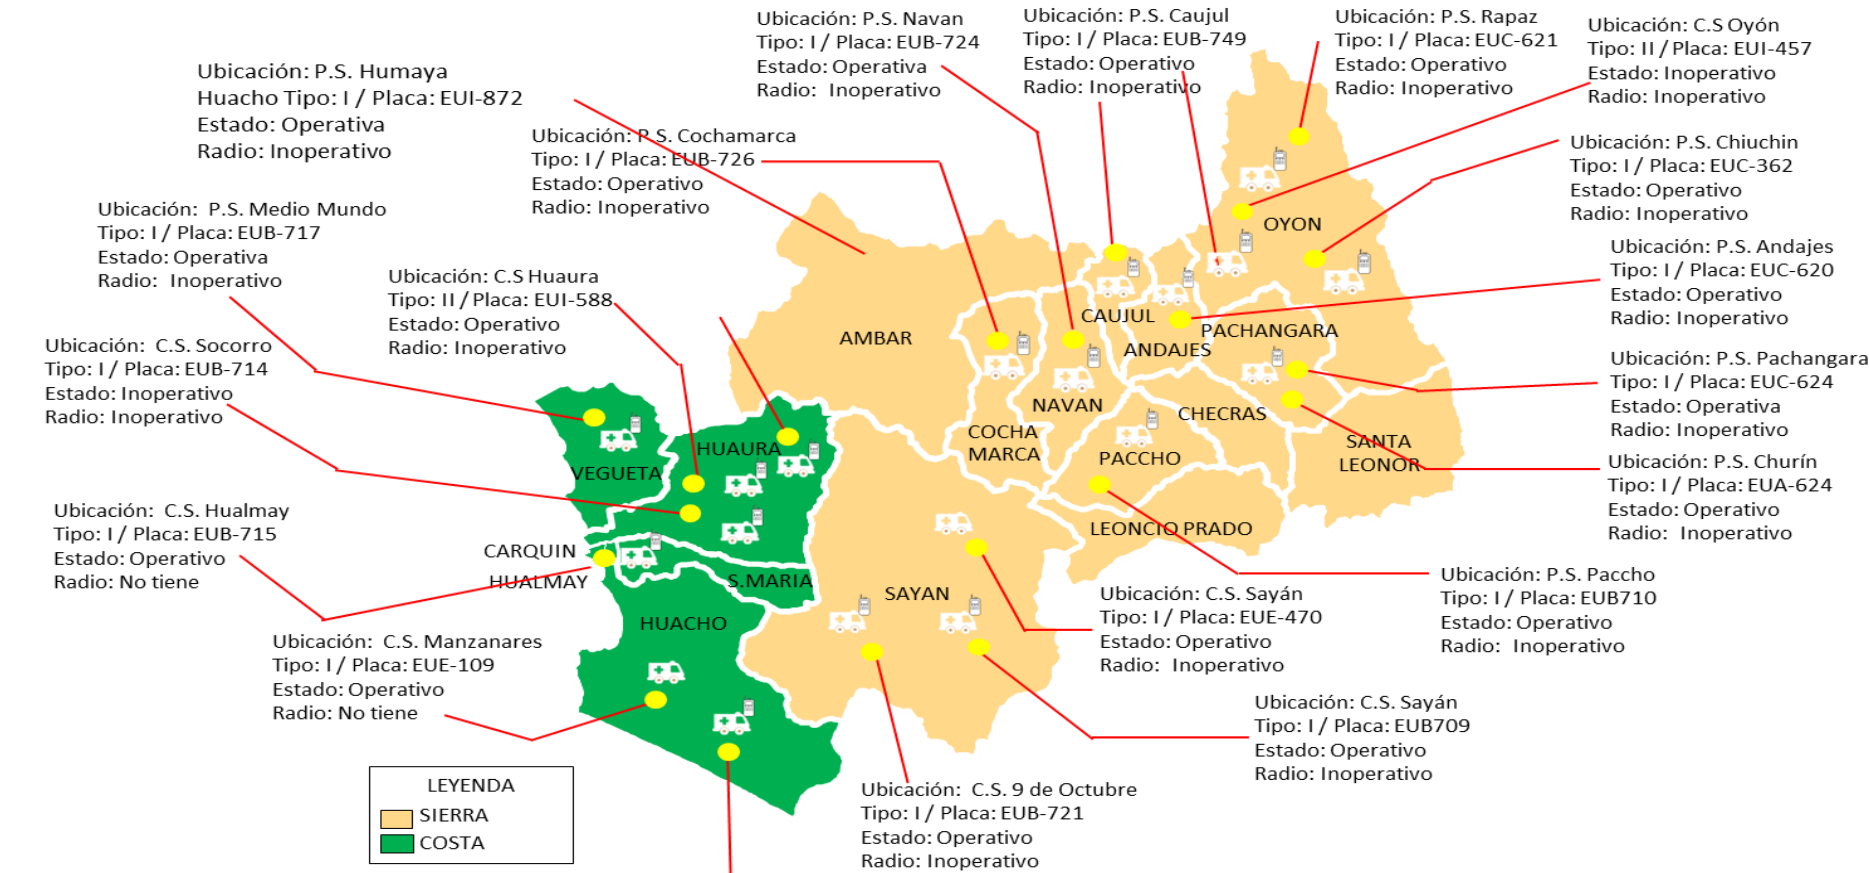 Ubicación: P.S. Humaya
Huacho Tipo: I / Placa: EUI-872
Estado: Operativa
Radio: Inoperativo
Ubicación: P.S. Navan
Tipo: I / Placa: EUB-724
Estado: Operativa
Radio: Inoperativo
Ubicación: P.S. Caujul
Tipo: I / Placa: EUB-749
Estado: Operativo
Radio: Inoperativo
Ubicación: P.S. Rapaz
Tipo: I / Placa: EUC-621
Estado: Operativo
Radio: Inoperativo
Ubicación: C.S Oyón
Tipo: II / Placa: EUI-457
Estado: Inoperativo
Radio: Inoperativo
Ubicación: P.S. Cochamarca
Tipo: I / Placa: EUB-726
Estado: Operativo
Radio: Inoperativo
Ubicación: P.S. Chiuchin
Tipo: I / Placa: EUC-362
Estado: Operativo
Radio: Inoperativo
Ubicación: P.S. Medio Mundo
Tipo: I / Placa: EUB-717
Estado: Operativa
Radio: Inoperativo
Ubicación: C.S Huaura
Tipo: II / Placa: EUI-588
Estado: Operativo
Radio: Inoperativo
Ubicación: P.S. Andajes
Tipo: I / Placa: EUC-620
Estado: Operativo
Radio: Inoperativo
Ubicación: C.S. Socorro
Tipo: I / Placa: EUB-714
Estado: Inoperativo
Radio: Inoperativo
Ubicación: P.S. Pachangara
Tipo: I / Placa: EUC-624
Estado: Operativa
Radio: Inoperativo
Ubicación: P.S. Churín
Tipo: I / Placa: EUA-624
Estado: Operativo
Radio: Inoperativo
Ubicación: C.S. Hualmay
Tipo: I / Placa: EUB-715
Estado: Operativo
Radio: No tiene
Ubicación: P.S. Paccho
Tipo: I / Placa: EUB710
Estado: Operativo
Radio: Inoperativo
Ubicación: C.S. Sayán
Tipo: I / Placa: EUE-470
Estado: Operativo
Radio: Inoperativo
Ubicación: C.S. Manzanares
Tipo: I / Placa: EUE-109
Estado: Operativo
Radio: No tiene
Ubicación: C.S. Sayán
Tipo: I / Placa: EUB709
Estado: Operativo
Radio: Inoperativo
Ubicación: C.S. 9 de Octubre
Tipo: I / Placa: EUB-721
Estado: Operativo
Radio: Inoperativo
OYON
CAUJUL
PACHANGARA
AMBAR
ANDAJES
NAVAN
CHECRAS
COCHA
MARCA
SANTA
LEONOR
PACCHO
HUAURA
VEGUETA
LEONCIO PRADO
CARQUIN
HUALMAY
S.MARIA
SAYAN
HUACHO
LEYENDA
SIERRA
COSTA